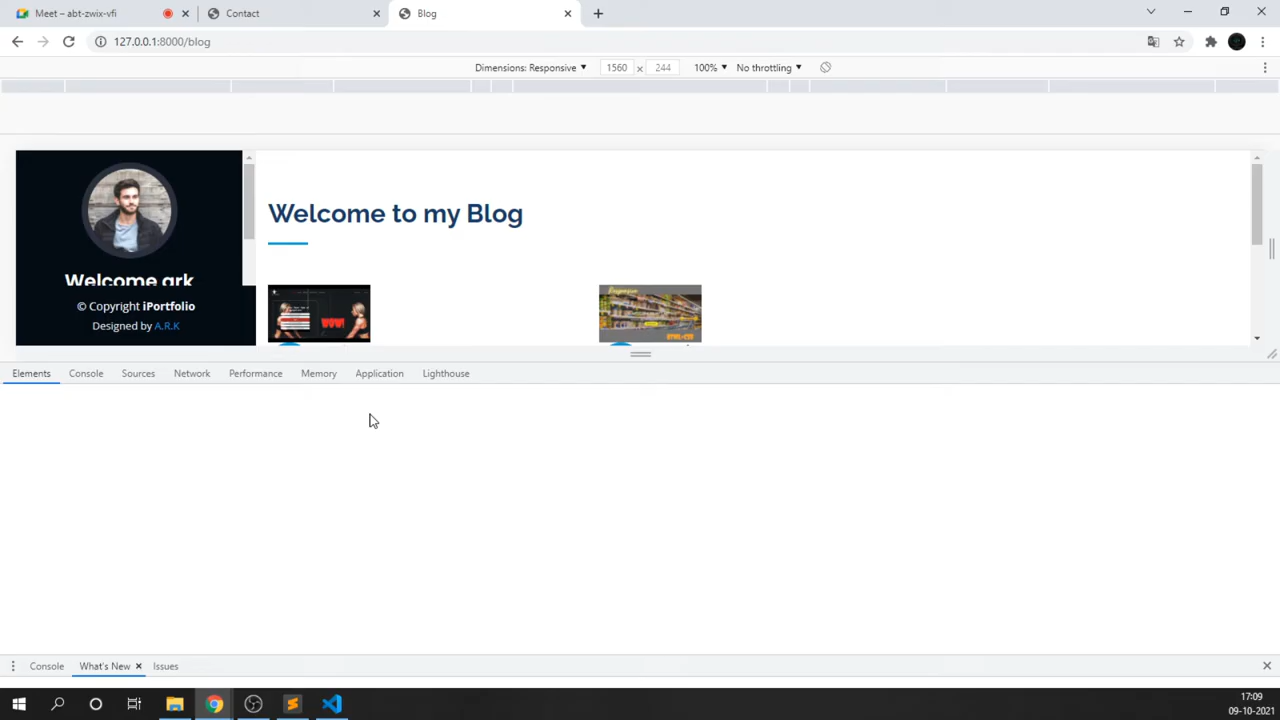 Meet – abt-zwix-vfi
Contact
Blog
127.0.0.1:8000/blog
Dimensions: Responsive
1560 × 244
100%
No throttling
Welcome to my Blog
Welcome ark
© Copyright iPortfolio
Designed by A.R.K
WOW!
Elements
Console
Sources
Network
Performance
Memory
Application
Lighthouse
Console
What's New
Issues
17:09
09-10-2021